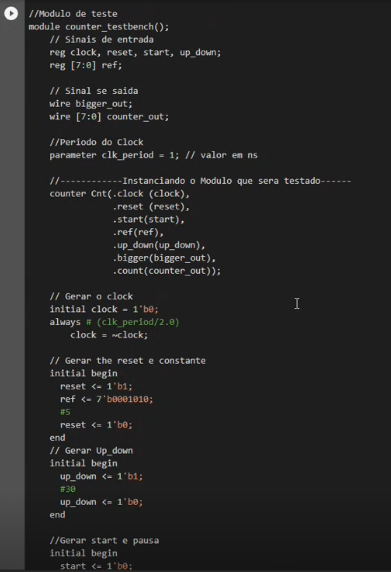 //Modulo de teste
module counter_testbench();
// Sinais de entrada
reg clock, reset, start, up_down;
reg [7:0] ref;
// Sinal se saida
wire bigger_out;
wire [7:0] counter_out;
//Periodo do Clock
parameter clk_period = 1; // valor em ns
//------------Instanciando o Modulo que sera testado------
counter Cnt(.clock (clock),
.reset (reset),
.start(start),
.ref(ref),
.up_down(up_down),
.bigger(bigger_out),
.count(counter_out));
// Gerar o clock
initial clock = 1'b0;
always # (clk_period/2.0)
clock = ~clock;
// Gerar the reset e constante
initial begin
reset <= 1'b1;
ref <= 7'b0001010;
#5
reset <= 1'b0;
end
// Gerar Up_down
initial begin
up_down <= 1'b1;
#30
up_down <= 1'b0;
end
//Gerar start e pausa
initial begin
start <= 1'b0;